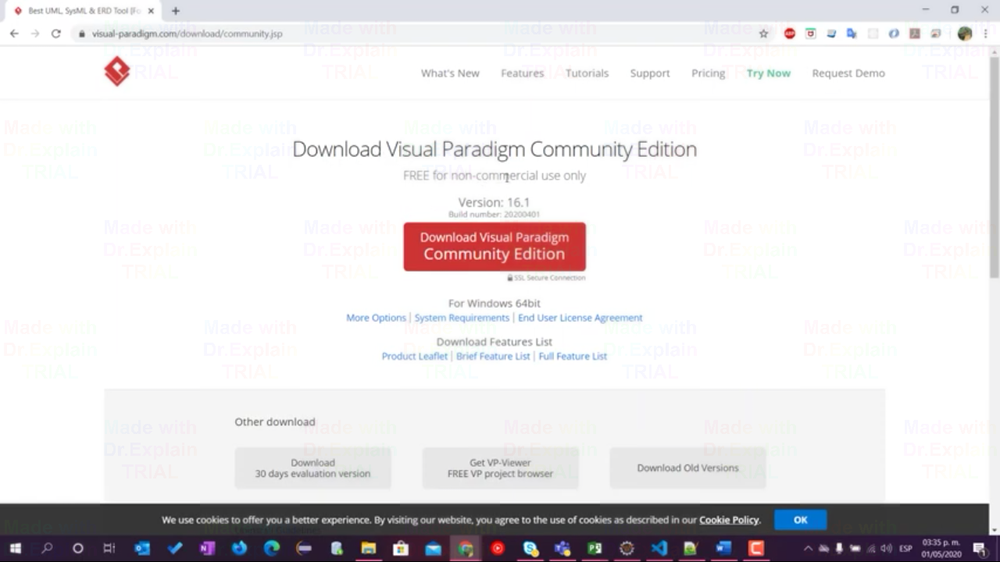 Best UML, SysML & ERD Tool [Fo
visual-paradigm.com/download/community.jsp
What's New
Features
Tutorials
Support
Pricing
Try Now
Request Demo
Download Visual Paradigm Community Edition
FREE for non-commercial use only
Version: 16.1
Build number: 20200401
Download Visual Paradigm
Community Edition
SSL Secure Connection
For Windows 64bit
More Options | System Requirements | End User License Agreement
Download Features List
Product Leaflet | Brief Feature List | Full Feature List
Other download
Download
30 days evaluation version
Get VP-Viewer
FREE VP project browser
Download Old Versions
We use cookies to offer you a better experience. By visiting our website, you agree to the use of cookies as described in our Cookie Policy.
OK
ESP
03:35 p. m.
01/05/2020
Made with
Dr.Explain
TRIAL